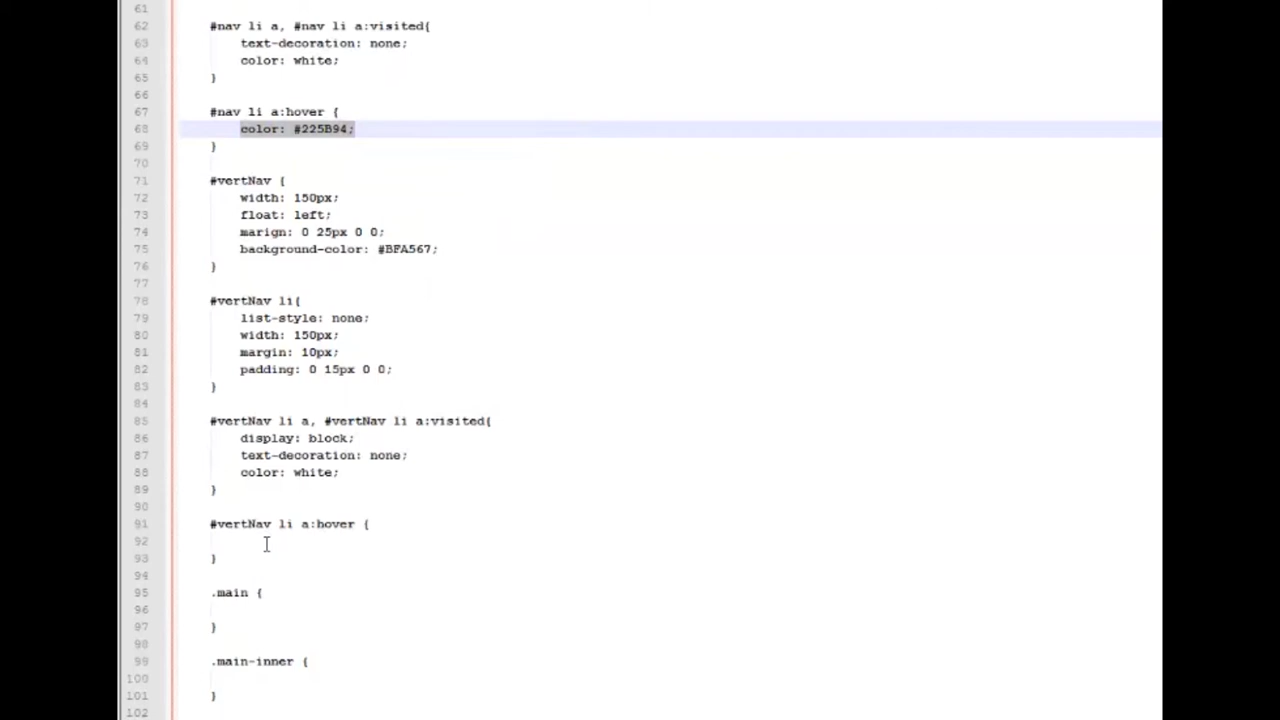 61
62 #nav li a, #nav li a:visited{
63 text-decoration: none;
64 color: white;
65 }
66
67 #nav li a:hover {
68 color: #225B94;
69 }
70
71 #vertNav {
72 width: 150px;
73 float: left;
74 marign: 0 25px 0 0;
75 background-color: #BFA567;
76 }
77
78 #vertNav li{
79 list-style: none;
80 width: 150px;
81 margin: 10px;
82 padding: 0 15px 0 0;
83 }
84
85 #vertNav li a, #vertNav li a:visited{
86 display: block;
87 text-decoration: none;
88 color: white;
89 }
90
91 #vertNav li a:hover {
92
93 }
94
95 .main {
96
97 }
98
99 .main-inner {
100
101 }
102